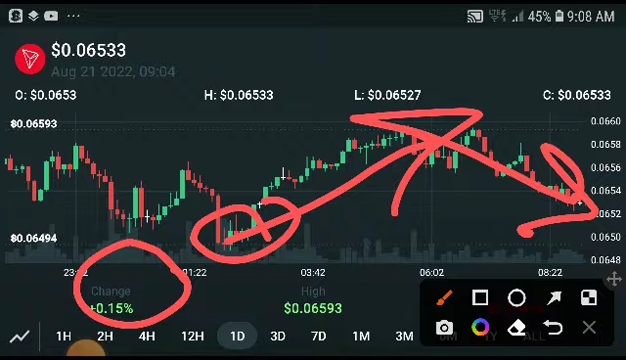 45% 9:08 AM
$0.06533
Aug 21 2022, 09:04
O: $0.0653 H: $0.06533 L: $0.06527 C: $0.06533
฿0.06593
0.0660
0.0658
0.0656
0.0654
0.0652
฿0.06494
0.0650
0.0648
01:22 03:42 06:02 08:22
Change High
+0.15% $0.06593
1H 2H 4H 12H 1D 3D 7D 1M 3M